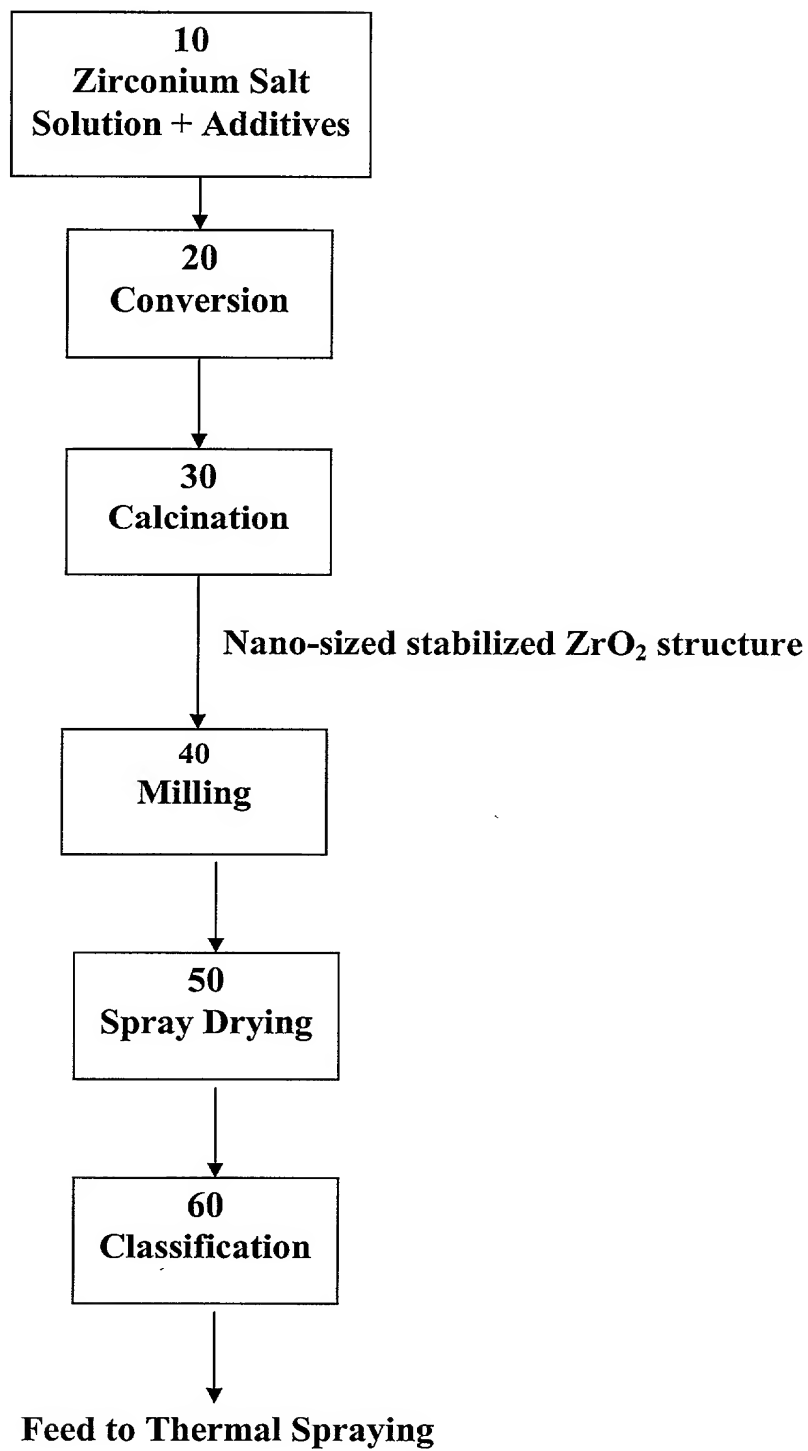 10
Zirconium Salt
Solution + Additives
20
Conversion
30
Calcination
Nano-sized stabilized ZrO₂ structure
40
Milling
50
Spray Drying
60
Classification
Feed to Thermal Spraying